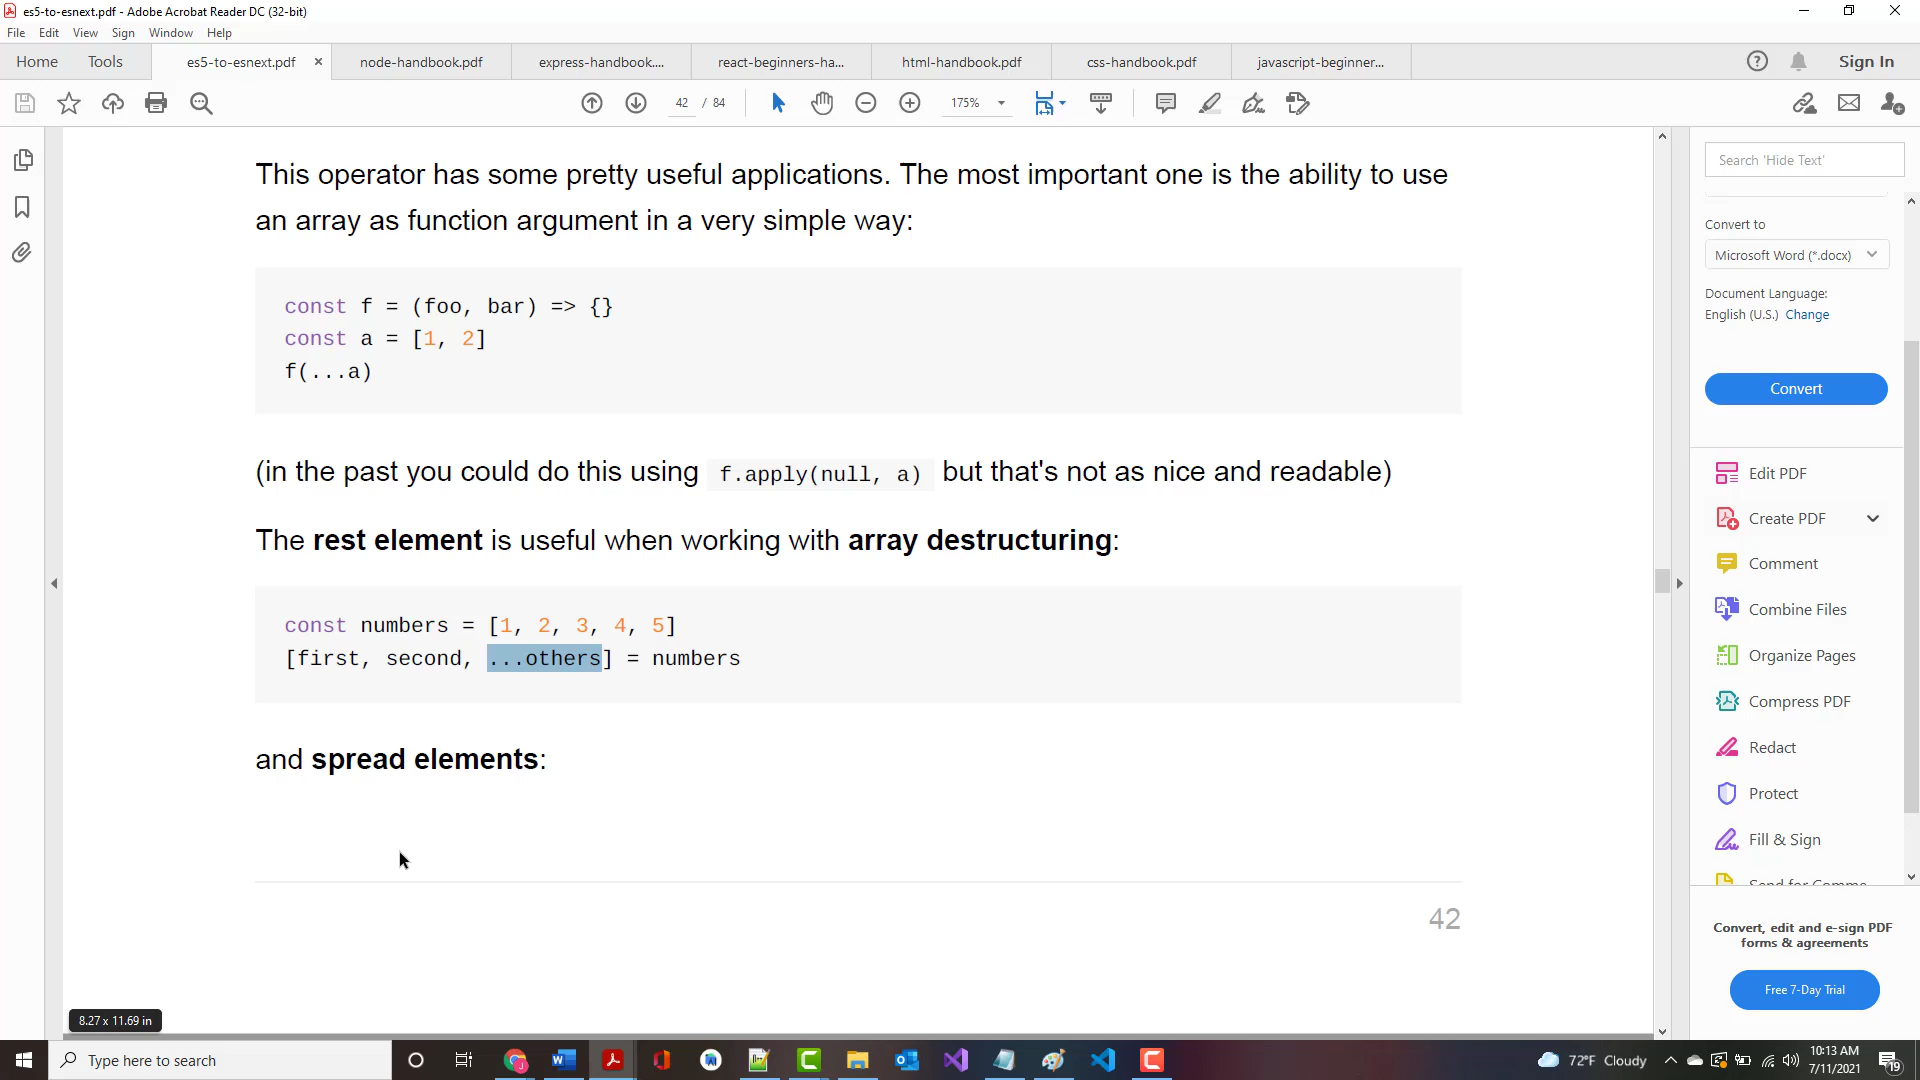 es5-to-esnext.pdf - Adobe Acrobat Reader DC (32-bit)
File Edit View Sign Window Help
Home Tools es5-to-esnext.pdf × node-handbook.pdf express-handbook.... react-beginners-ha... html-handbook.pdf css-handbook.pdf javascript-beginner... Sign In
42 / 84 175%
This operator has some pretty useful applications. The most important one is the ability to use
an array as function argument in a very simple way:
const f = (foo, bar) => {}
const a = [1, 2]
f(...a)
(in the past you could do this using f.apply(null, a) but that's not as nice and readable)
The rest element is useful when working with array destructuring:
const numbers = [1, 2, 3, 4, 5]
[first, second, ...others] = numbers
and spread elements:
42
8.27 x 11.69 in
Search 'Hide Text'
Convert to
Microsoft Word (*.docx)
Document Language:
English (U.S.) Change
Convert
Edit PDF
Create PDF
Comment
Combine Files
Organize Pages
Compress PDF
Redact
Protect
Fill & Sign
Send for Comme
Convert, edit and e-sign PDF
forms & agreements
Free 7-Day Trial
Type here to search
72°F Cloudy
10:13 AM
7/11/2021
19